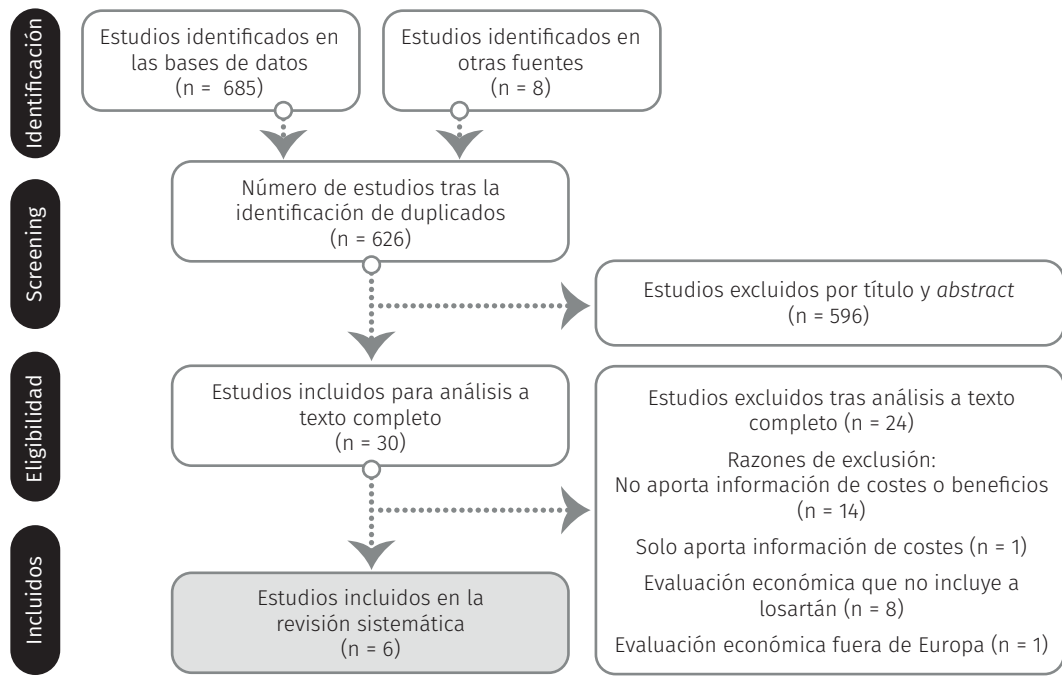 Identificación
Estudios identificados en
las bases de datos
(n = 685)
Estudios identificados en
otras fuentes
(n = 8)
Screening
Número de estudios tras la
identificación de duplicados
(n = 626)
Estudios excluidos por título y abstract
(n = 596)
Eligibilidad
Estudios incluidos para análisis a
texto completo
(n = 30)
Estudios excluidos tras análisis a texto
completo (n = 24)
Razones de exclusión:
No aporta información de costes o beneficios
(n = 14)
Solo aporta información de costes (n = 1)
Evaluación económica que no incluye a
losartán (n = 8)
Evaluación económica fuera de Europa (n = 1)
Incluidos
Estudios incluidos en la
revisión sistemática
(n = 6)